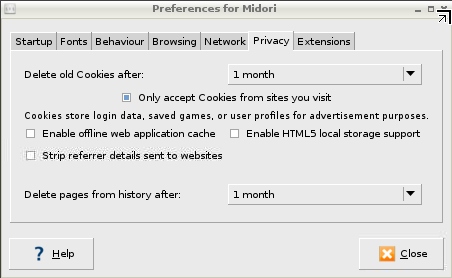 Preferences for Midori
Startup Fonts Behaviour Browsing Network Privacy Extensions
Delete old Cookies after: 1 month
Only accept Cookies from sites you visit
Cookies store login data, saved games, or user profiles for advertisement purposes.
Enable offline web application cache Enable HTML5 local storage support
Strip referrer details sent to websites
Delete pages from history after: 1 month
? Help Close